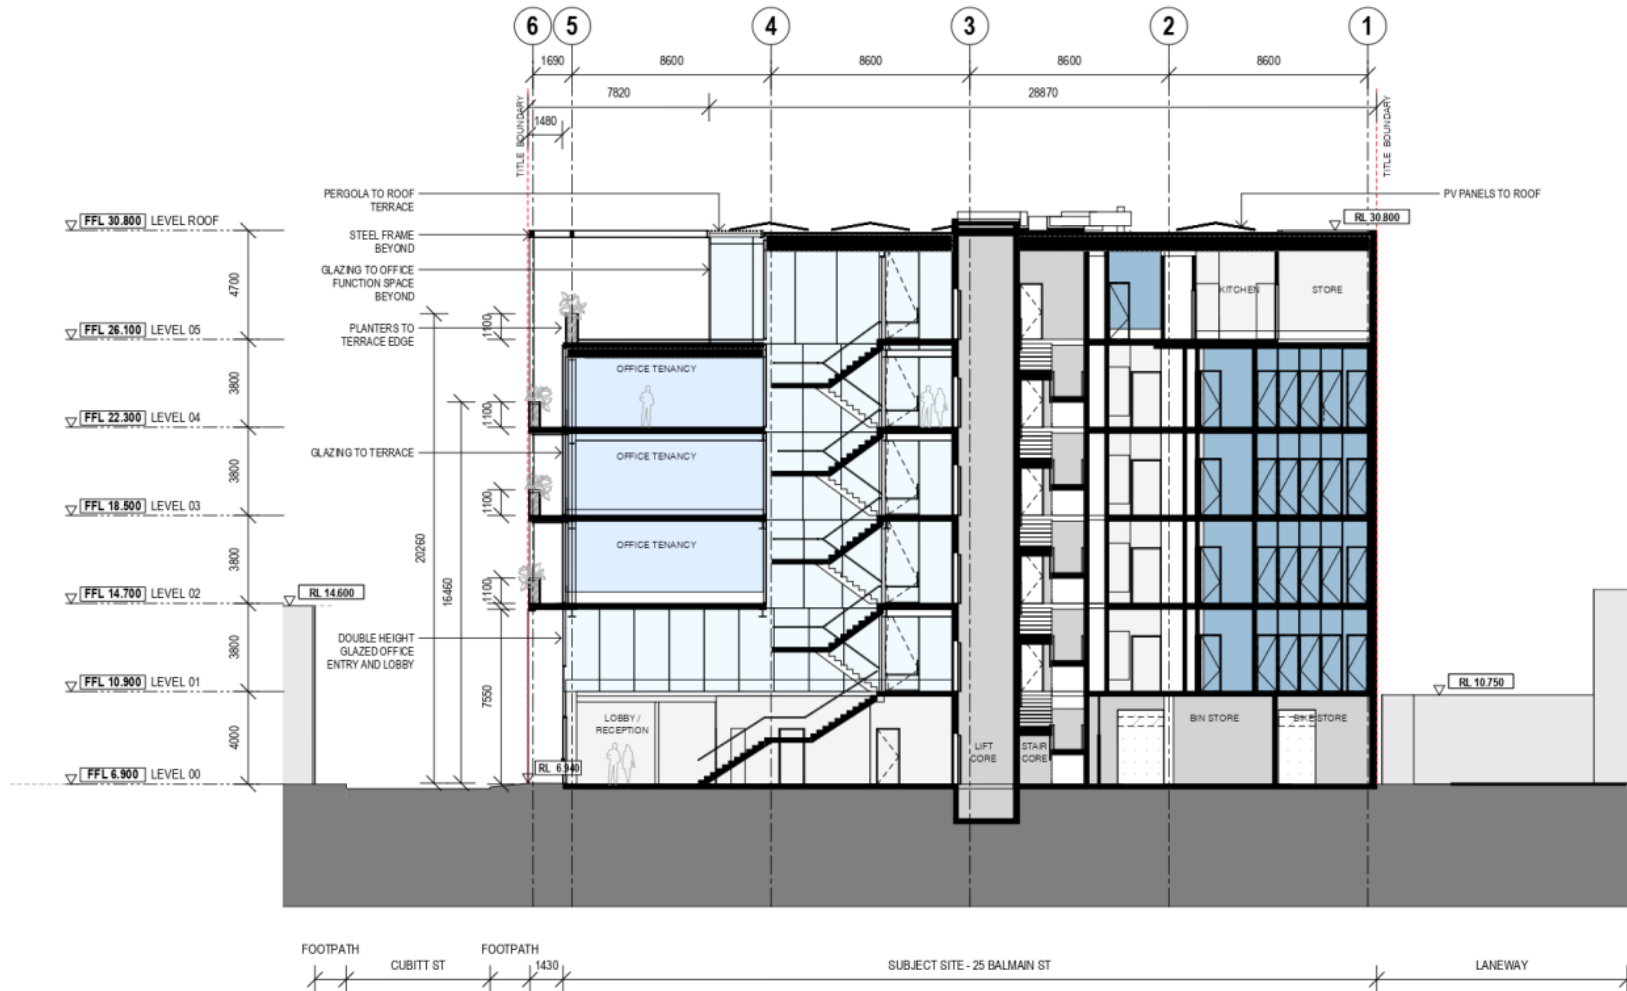 6 5 4 3 2 1
1690 8600 8600 8600 8600
7820 28870
1480
TITLE BOUNDARY
TITLE BOUNDARY
PERGOLA TO ROOF
TERRACE
PV PANELS TO ROOF
FFL 30.800 LEVEL ROOF
RL 30.800
STEEL FRAME
BEYOND
GLAZING TO OFFICE
FUNCTION SPACE
BEYOND
4700
KITCHEN
STORE
FFL 26.100 LEVEL 05
PLANTERS TO
TERRACE EDGE
1100
OFFICE TENANCY
3800
FFL 22.300 LEVEL 04
1100
GLAZING TO TERRACE
OFFICE TENANCY
3800
FFL 18.500 LEVEL 03
1100
20260
16460
OFFICE TENANCY
3800
FFL 14.700 LEVEL 02
1100
RL 14.600
DOUBLE HEIGHT
GLAZED OFFICE
ENTRY AND LOBBY
3800
FFL 10.900 LEVEL 01
RL 10.750
7550
LOBBY /
RECEPTION
BIN STORE
BIKE STORE
4000
LIFT
CORE
STAIR
CORE
RL 6.940
FFL 6.900 LEVEL 00
FOOTPATH
FOOTPATH
CUBITT ST
1430
SUBJECT SITE - 25 BALMAIN ST
LANEWAY